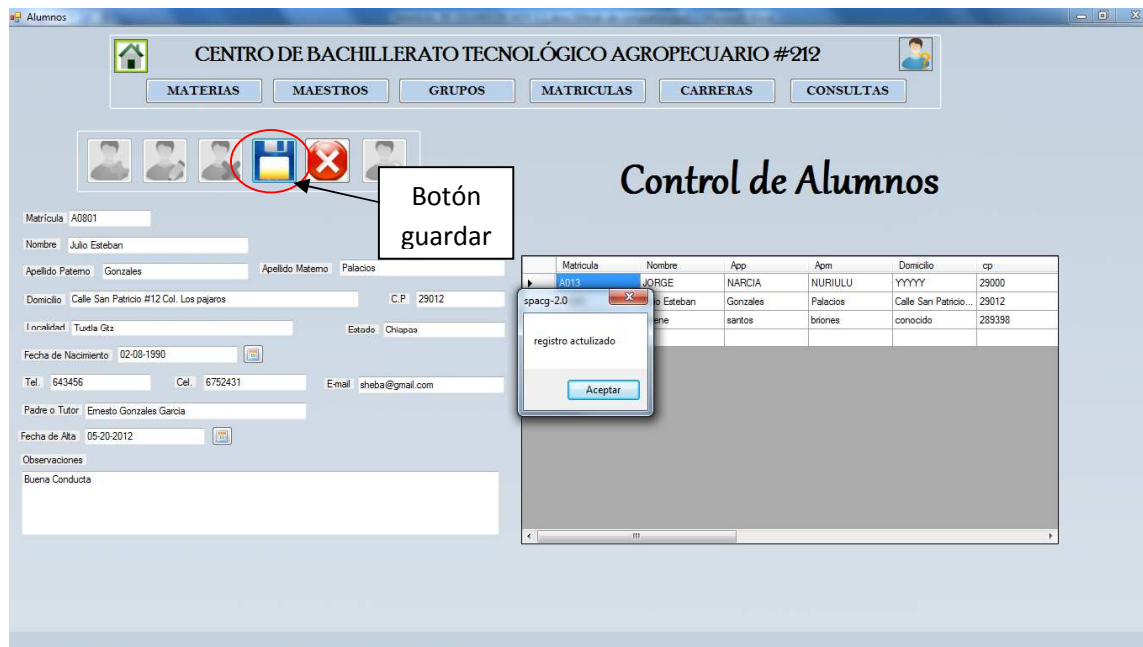 Alumnos
CENTRO DE BACHILLERATO TECNOLÓGICO AGROPECUARIO #212
MATERIAS MAESTROS GRUPOS MATRICULAS CARRERAS CONSULTAS
Botón
guardar
Control de Alumnos
Matrícula A0801
Nombre Julio Esteban
Apellido Paterno Gonzales Apellido Materno Palacios
Domicilio Calle San Patricio #12 Col. Los pajaros C.P. 29012
Localidad Tuxtla Gtz Estado Chiapas
Fecha de Nacimiento 02-08-1990
Tel. 643456 Cel. 6752431 E-mail sheba@gmail.com
Padre o Tutor Ernesto Gonzales Garcia
Fecha de Alta 05-20-2012
Observaciones
Buena Conducta
Matricula Nombre App Apm Domicilio cp
A013 JORGE NARCIA NURIULU YYYYY 29000
o Esteban Gonzales Palacios Calle San Patricio... 29012
ene santos briones conocido 289398
spacg-2.0
registro actulizado
Aceptar